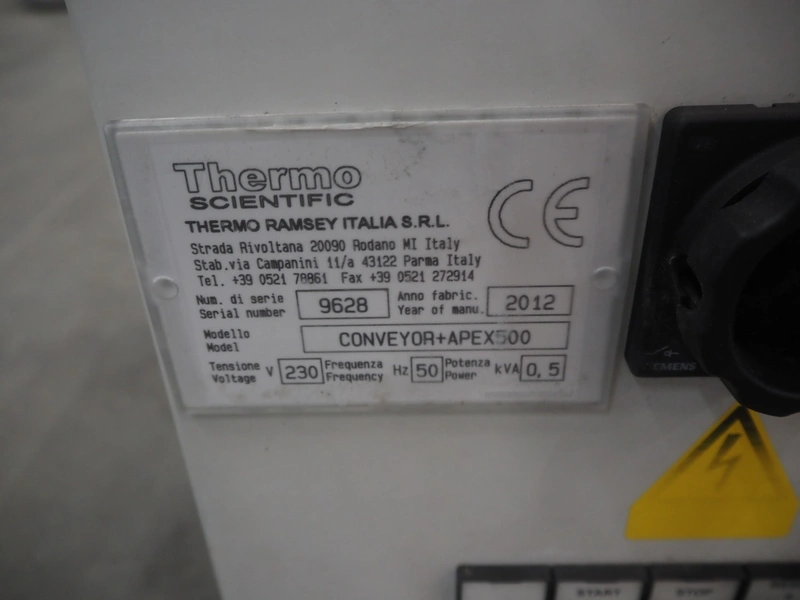 Thermo
SCIENTIFIC
CE
THERMO RAMSEY ITALIA S.R.L.
Strada Rivoltana 20090 Rodano MI Italy
Stab.via Campanini 11/a 43122 Parma Italy
Tel. +39 0521 78861 Fax +39 0521 272914
Num. di serie
Serial number
9628
Anno fabric.
Year of manu.
2012
Modello
Model
CONVEYOR+APEX500
Tensione
Voltage
V 230
Frequenza
Frequency
Hz 50
Potenza
Power
kVA 0,5
SIEMENS
START
STOP